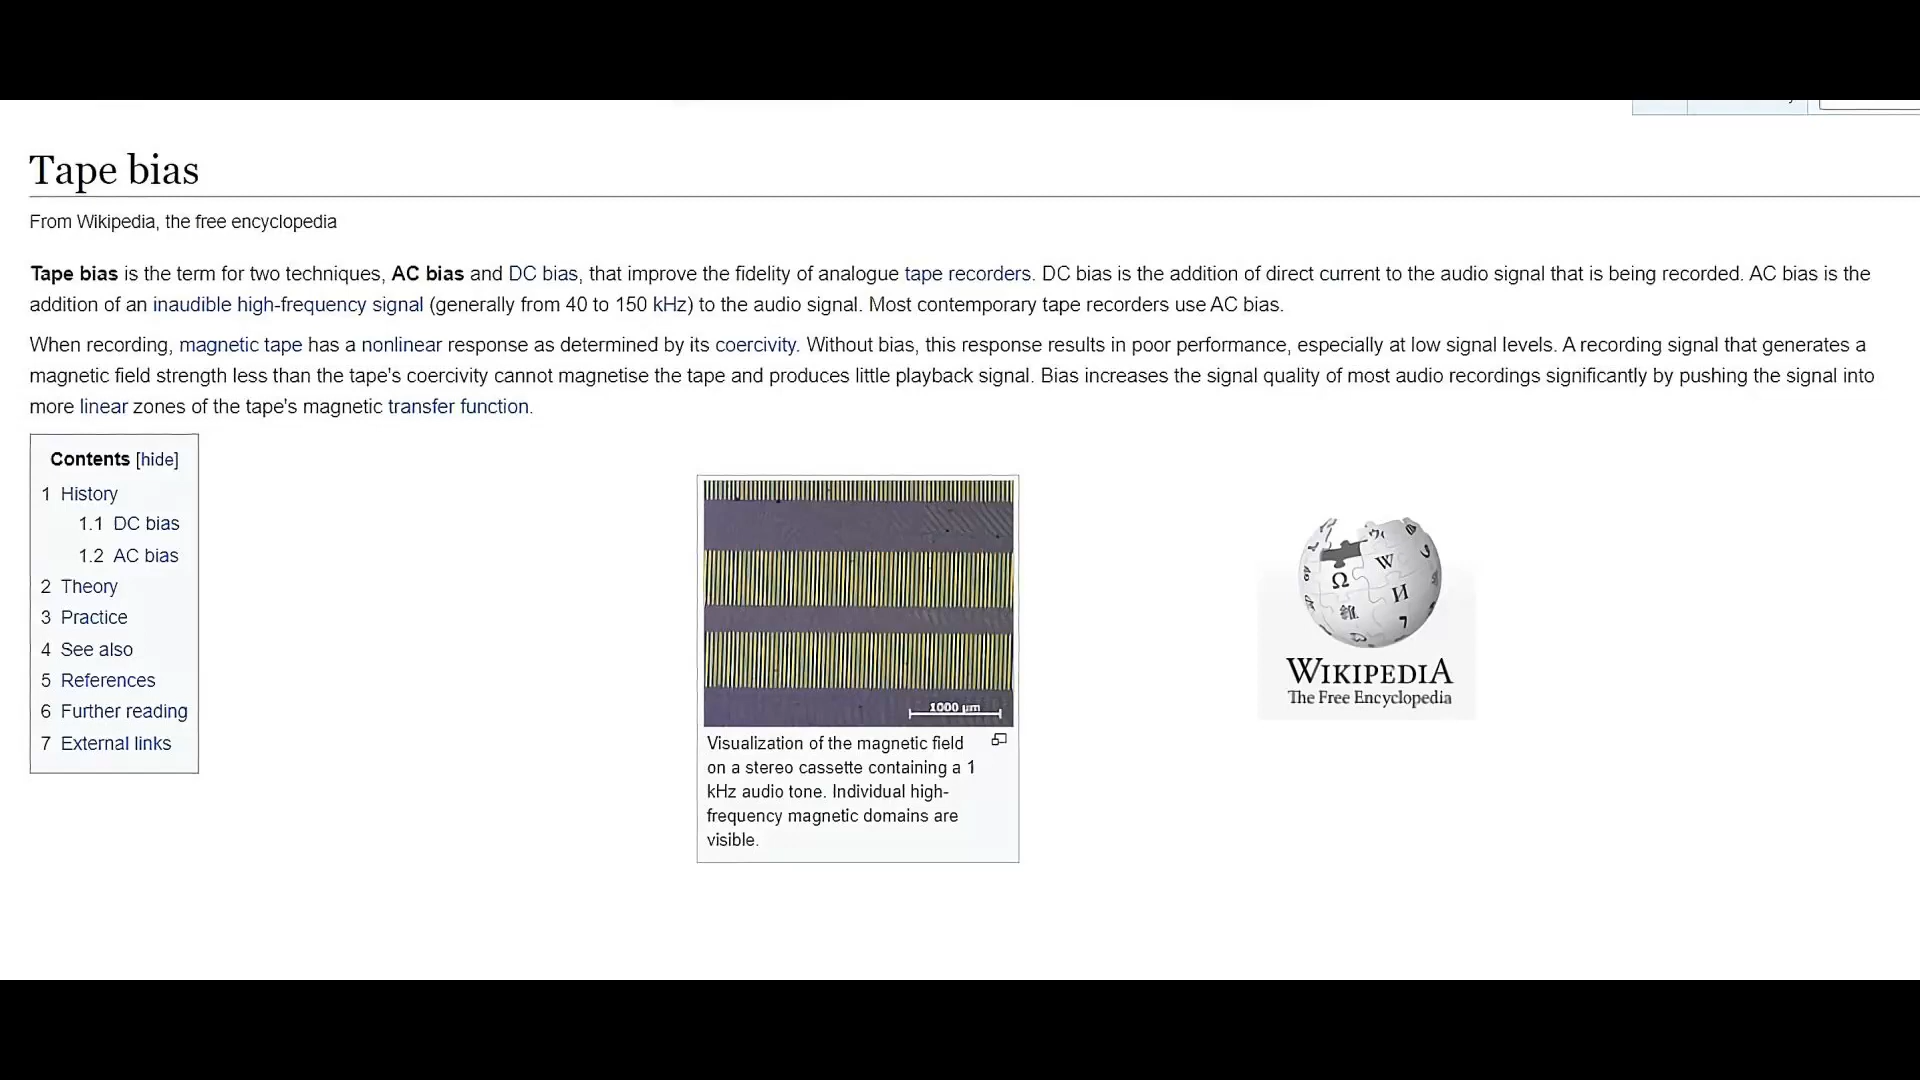 Tape bias
From Wikipedia, the free encyclopedia
Tape bias is the term for two techniques, AC bias and DC bias, that improve the fidelity of analogue tape recorders. DC bias is the addition of direct current to the audio signal that is being recorded. AC bias is the
addition of an inaudible high-frequency signal (generally from 40 to 150 kHz) to the audio signal. Most contemporary tape recorders use AC bias.
When recording, magnetic tape has a nonlinear response as determined by its coercivity. Without bias, this response results in poor performance, especially at low signal levels. A recording signal that generates a
magnetic field strength less than the tape's coercivity cannot magnetise the tape and produces little playback signal. Bias increases the signal quality of most audio recordings significantly by pushing the signal into
more linear zones of the tape's magnetic transfer function.
Contents [hide]
1 History
1.1 DC bias
1.2 AC bias
2 Theory
3 Practice
4 See also
5 References
6 Further reading
7 External links
1000 µm
Visualization of the magnetic field
on a stereo cassette containing a 1
kHz audio tone. Individual high-
frequency magnetic domains are
visible.
Ω W И
WIKIPEDIA
The Free Encyclopedia